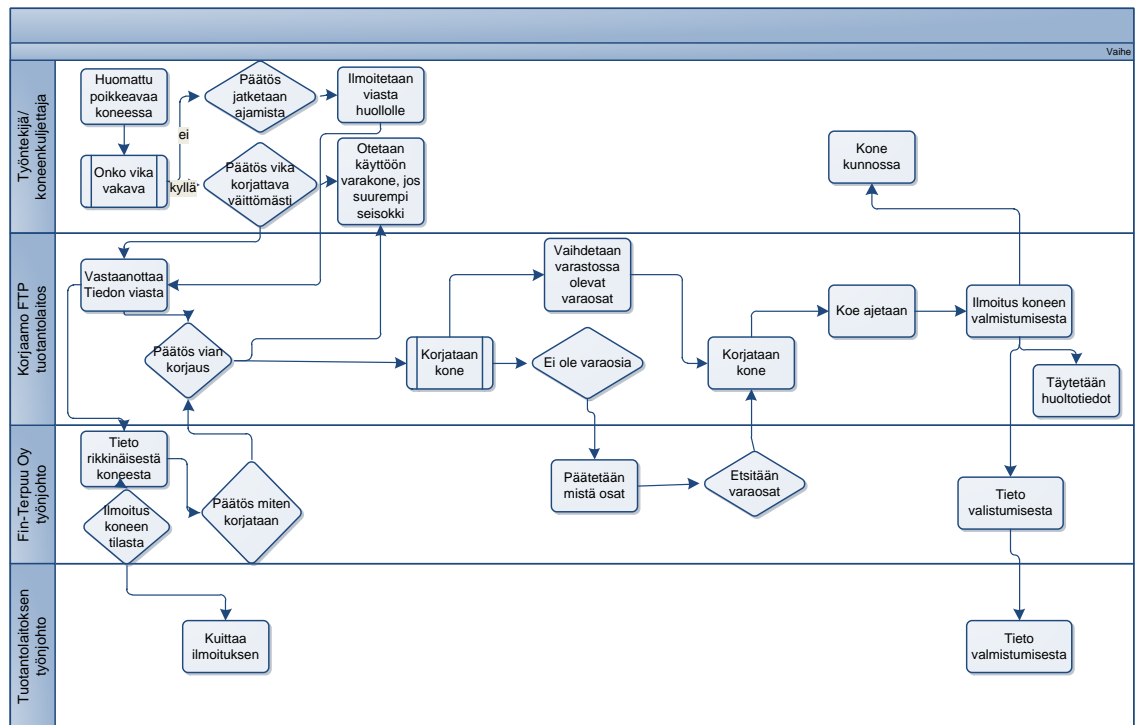 Vaihe
Työntekijä/
koneenkuljettaja
Huomattu
poikkeavaa
koneessa
Päätös
jatketaan
ajamista
Ilmoitetaan
viasta
huollolle
ei
Onko vika
vakava
kyllä
Päätös vika
korjattava
väittömästi
Otetaan
käyttöön
varakone, jos
suurempi
seisokki
Kone
kunnossa
Korjaamo FTP
tuotantolaitos
Vastaanottaa
Tiedon viasta
Päätös vian
korjaus
Korjataan
kone
Vaihdetaan
varastossa
olevat
varaosat
Ei ole varaosia
Korjataan
kone
Koe ajetaan
Ilmoitus koneen
valmistumisesta
Täytetään
huoltotiedot
Fin-Terpuu Oy
työnjohto
Tieto
rikkinäisestä
koneesta
Ilmoitus
koneen
tilasta
Päätös miten
korjataan
Päätetään
mistä osat
Etsitään
varaosat
Tieto
valistumisesta
Tuotantolaitoksen
työnjohto
Kuittaa
ilmoituksen
Tieto
valmistumisesta